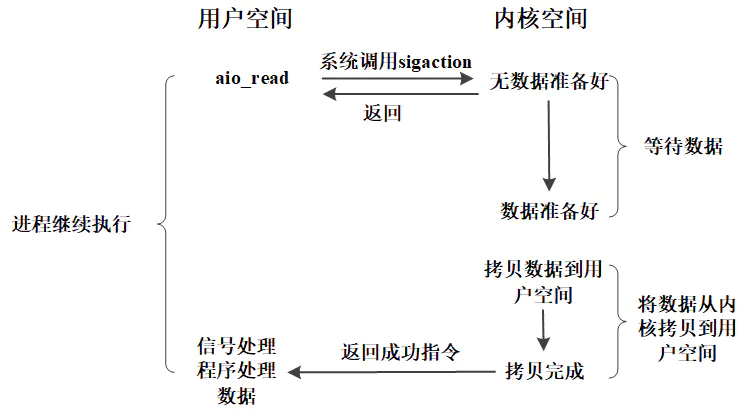 用户空间
内核空间
系统调用sigaction
aio_read
无数据准备好
返回
等待数据
数据准备好
进程继续执行
拷贝数据到用
户空间
将数据从内
核拷贝到用
户空间
信号处理
程序处理
数据
返回成功指令
拷贝完成